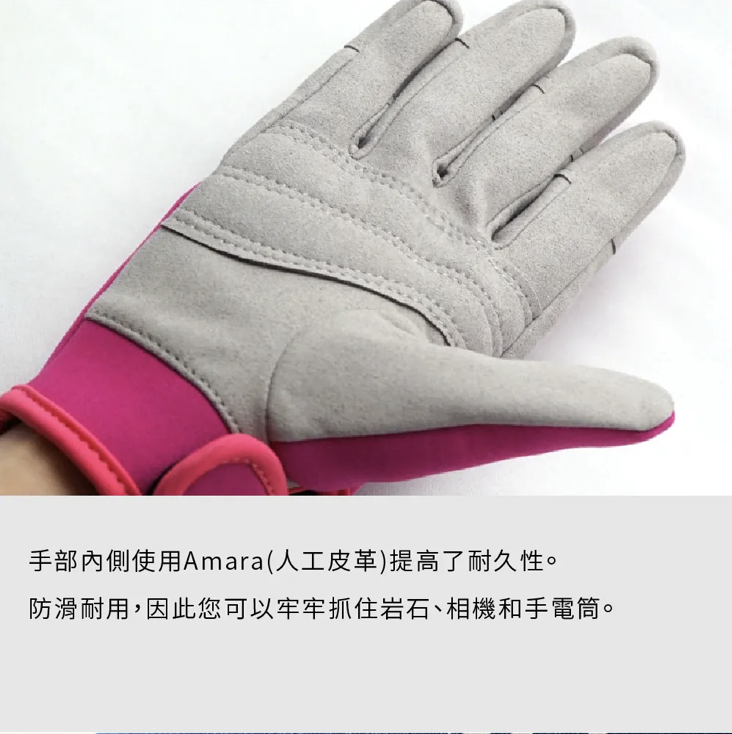 手部內側使用Amara(人工皮革)提高了耐久性。
防滑耐用，因此您可以牢牢抓住岩石、相機和手電筒。